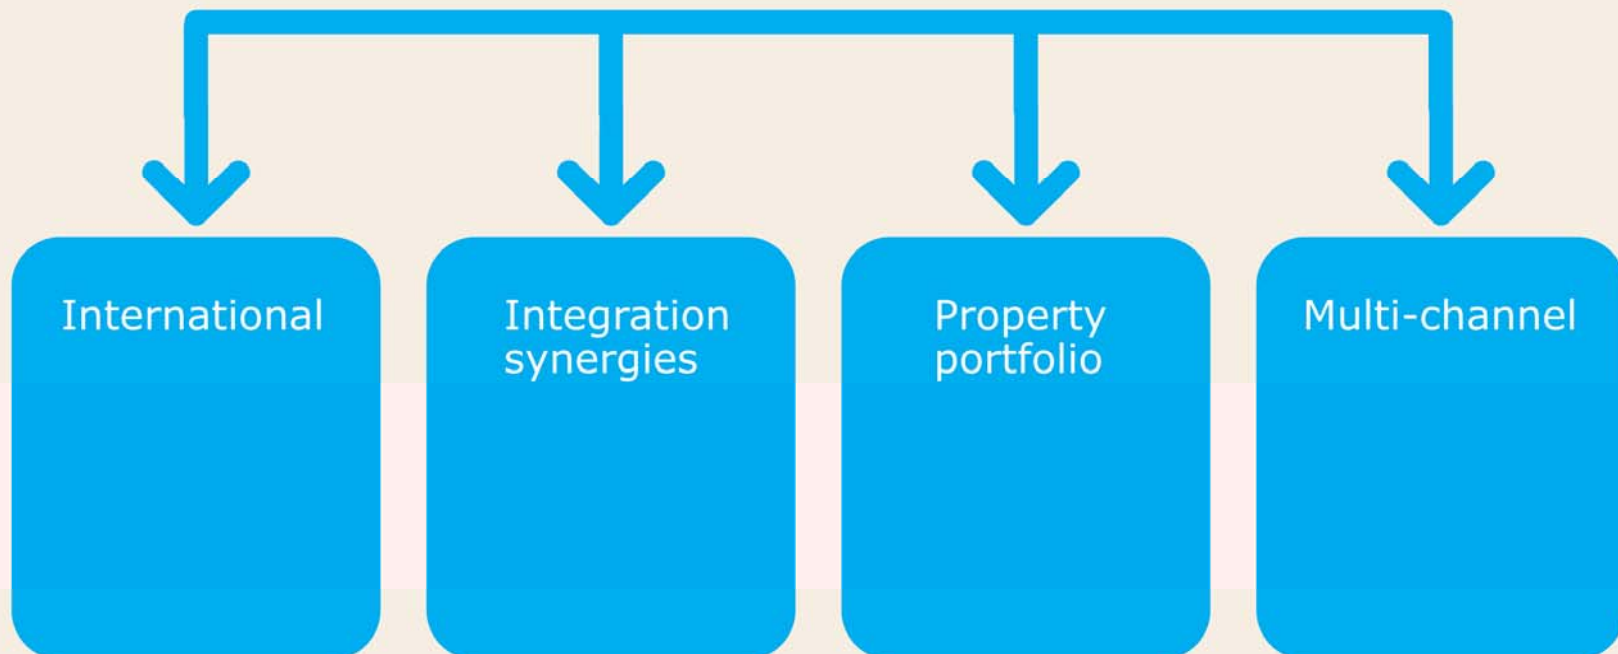 International
Integration
synergies
Property
portfolio
Multi-channel